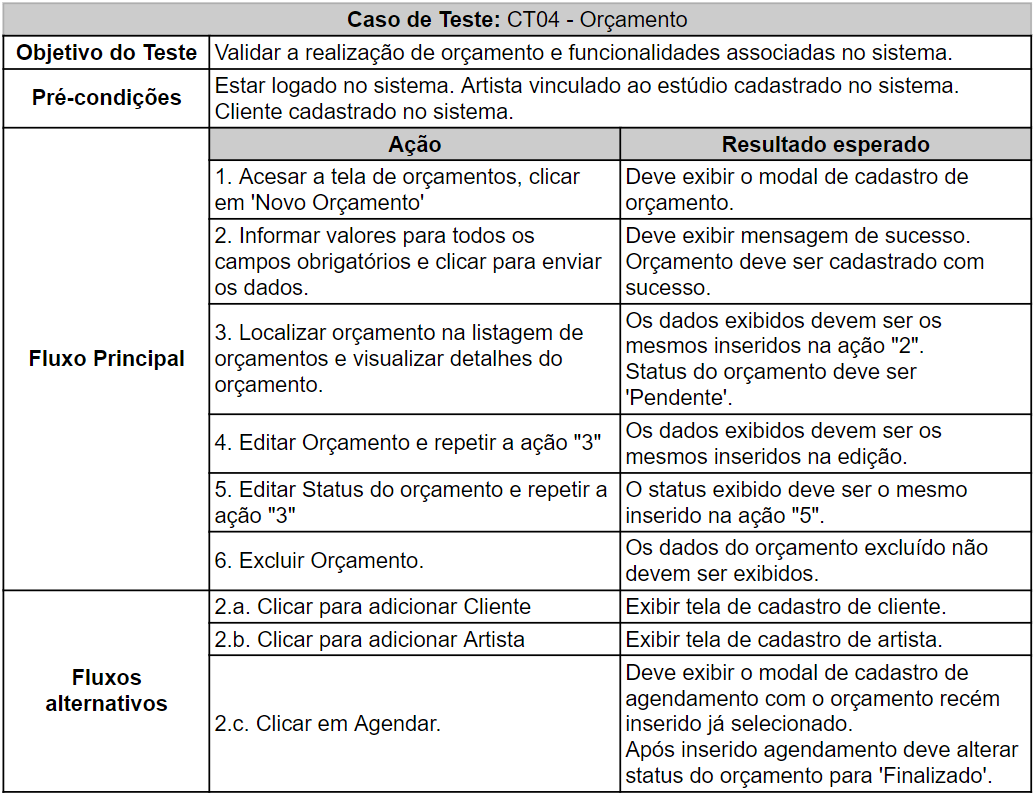 Caso de Teste: CT04 - Orçamento
Objetivo do Teste
Validar a realização de orçamento e funcionalidades associadas no sistema.
Pré-condições
Estar logado no sistema. Artista vinculado ao estúdio cadastrado no sistema.
Cliente cadastrado no sistema.
Fluxo Principal
Ação
Resultado esperado
1. Acesar a tela de orçamentos, clicar
em 'Novo Orçamento'
Deve exibir o modal de cadastro de
orçamento.
2. Informar valores para todos os
campos obrigatórios e clicar para enviar
os dados.
Deve exibir mensagem de sucesso.
Orçamento deve ser cadastrado com
sucesso.
3. Localizar orçamento na listagem de
orçamentos e visualizar detalhes do
orçamento.
Os dados exibidos devem ser os
mesmos inseridos na ação "2".
Status do orçamento deve ser
'Pendente'.
4. Editar Orçamento e repetir a ação "3"
Os dados exibidos devem ser os
mesmos inseridos na edição.
5. Editar Status do orçamento e repetir a
ação "3"
O status exibido deve ser o mesmo
inserido na ação "5".
6. Excluir Orçamento.
Os dados do orçamento excluído não
devem ser exibidos.
Fluxos
alternativos
2.a. Clicar para adicionar Cliente
Exibir tela de cadastro de cliente.
2.b. Clicar para adicionar Artista
Exibir tela de cadastro de artista.
2.c. Clicar em Agendar.
Deve exibir o modal de cadastro de
agendamento com o orçamento recém
inserido já selecionado.
Após inserido agendamento deve alterar
status do orçamento para 'Finalizado'.